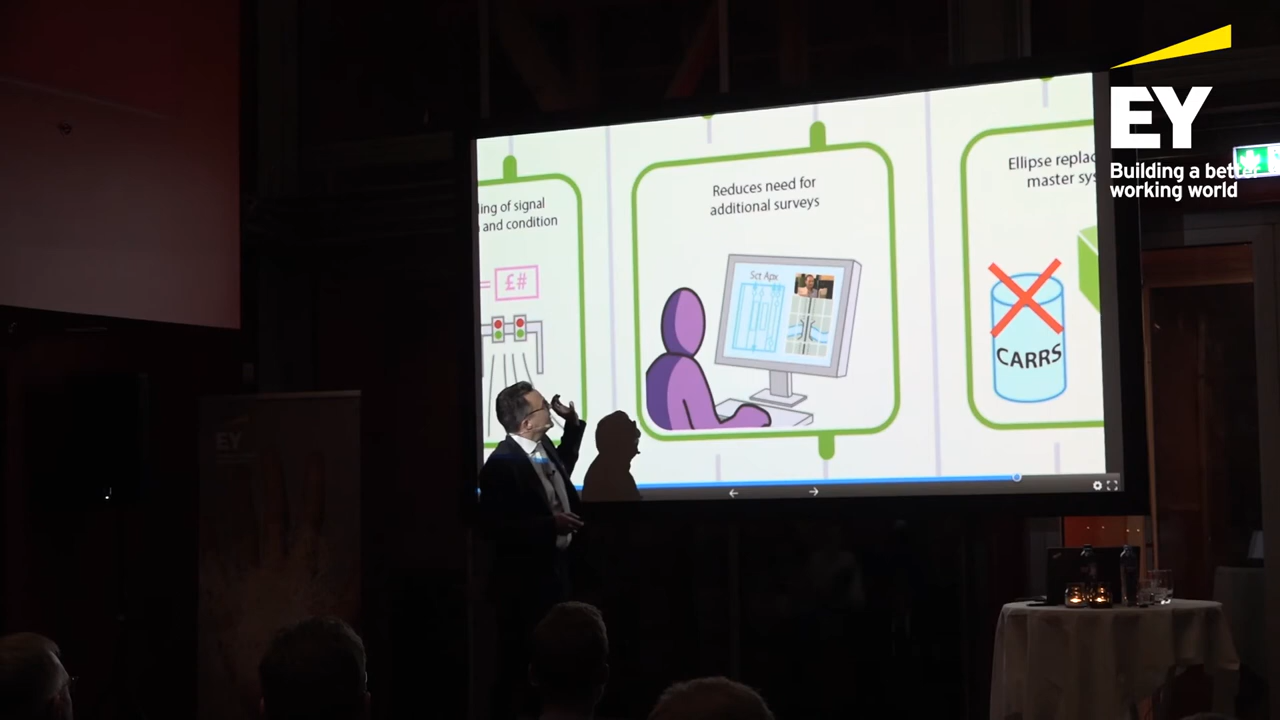 EY
Building a better
working world
ling of signal
and condition
£#
Reduces need for
additional surveys
Sct Apx
Ellipse replac
master sys
CARRS
EY